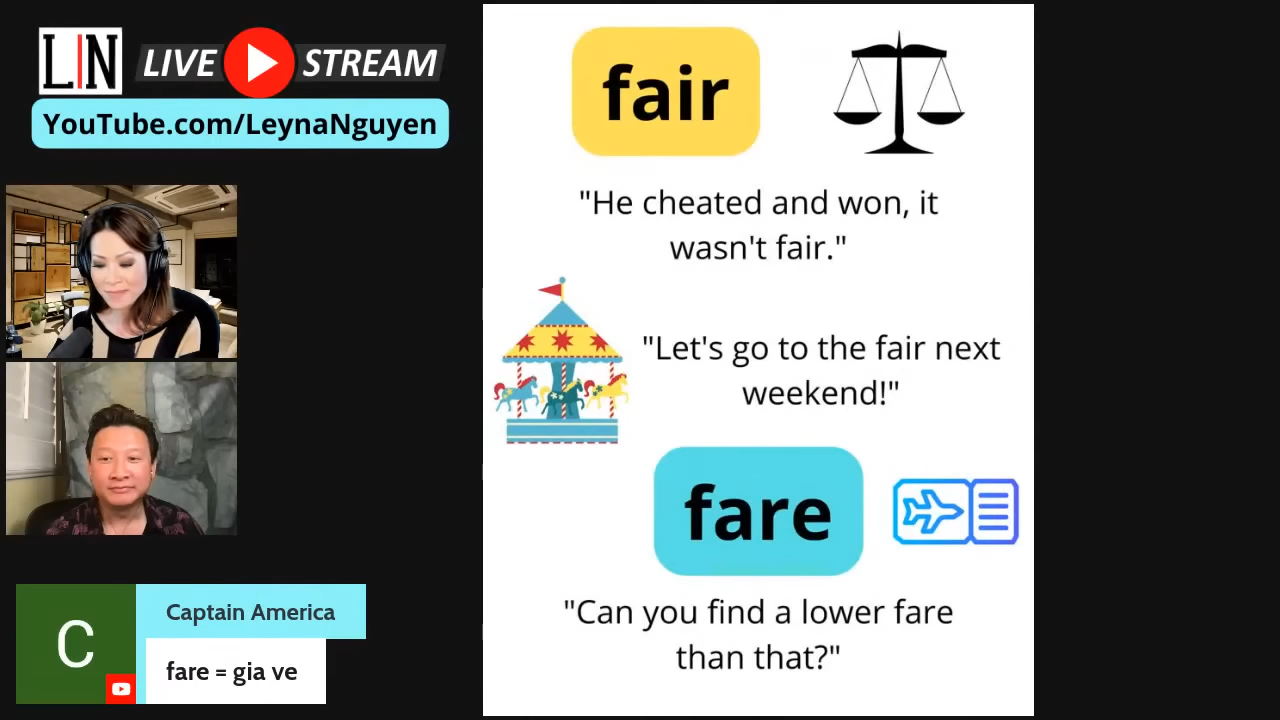 LIN LIVE STREAM
YouTube.com/LeynaNguyen
fair
"He cheated and won, it
wasn't fair."
"Let's go to the fair next
weekend!"
fare
"Can you find a lower fare
than that?"
C
Captain America
fare = gia ve